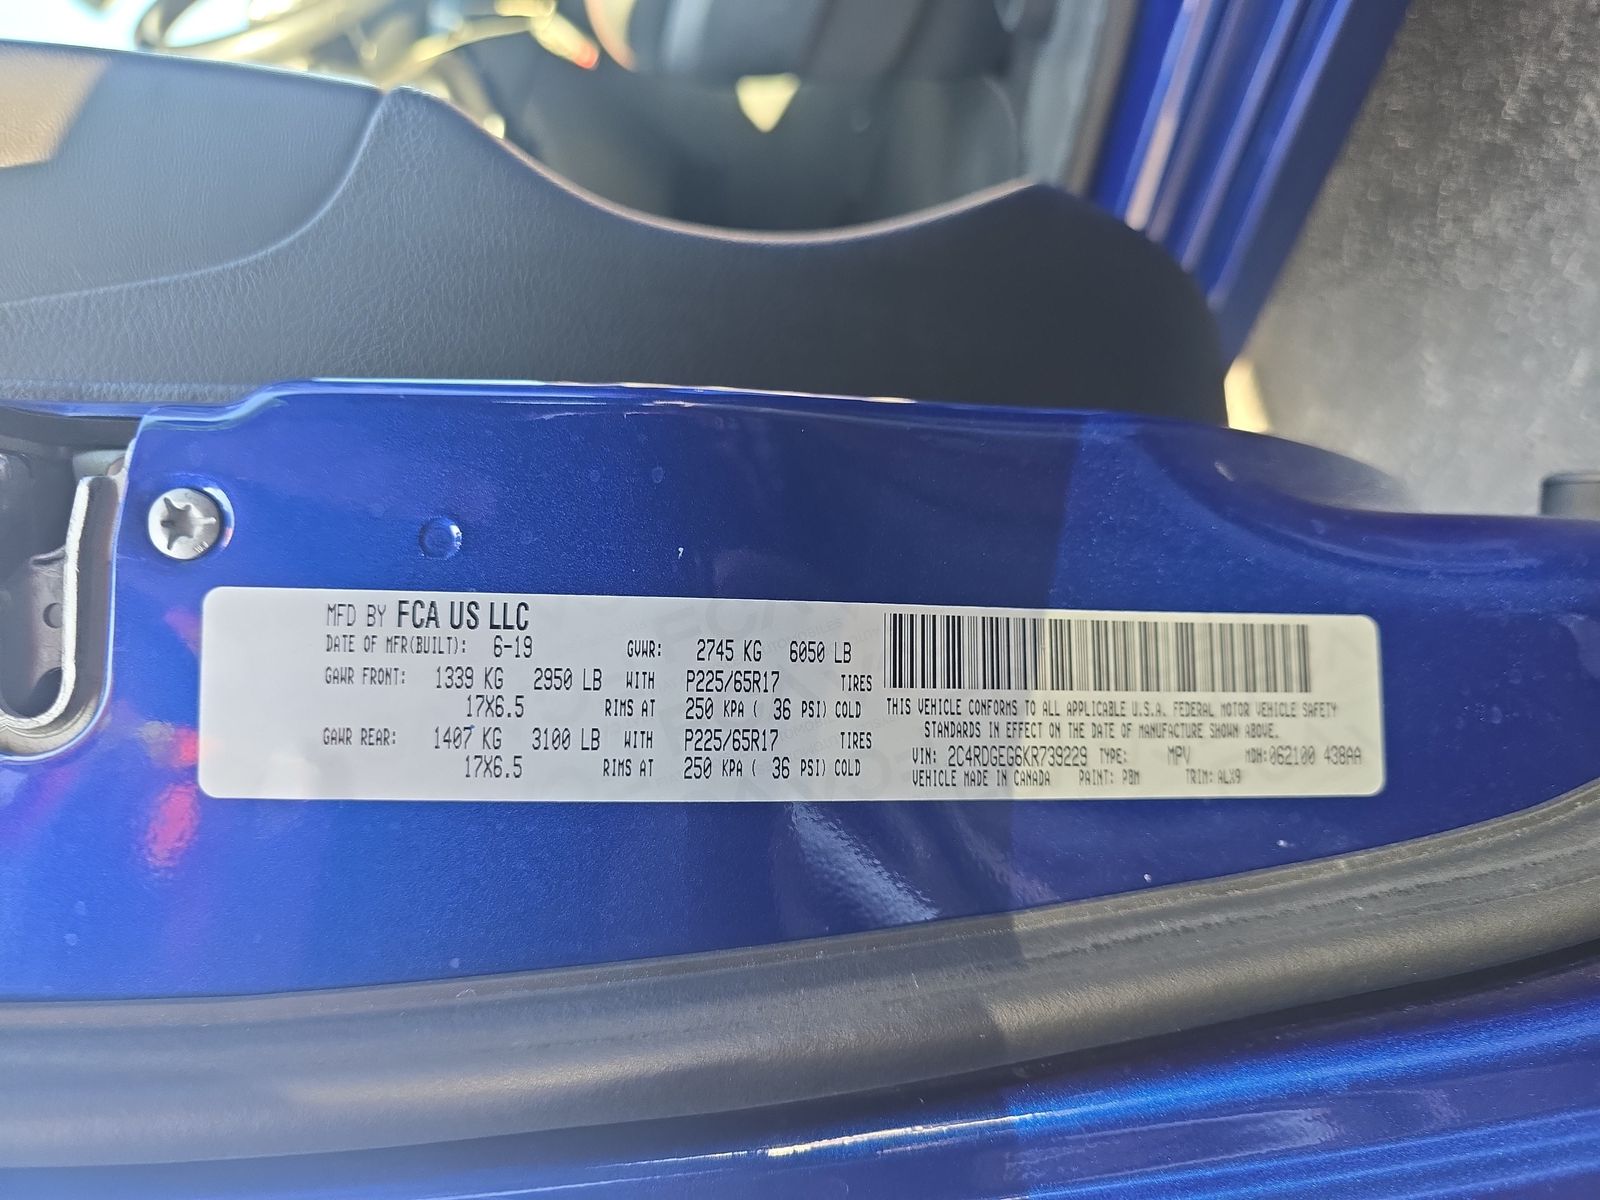 MFD BY FCA US LLC
DATE OF MFR(BUILT): 6-19 GVWR: 2745 KG 6050 LB
GAWR FRONT: 1339 KG 2950 LB WITH P225/65R17 TIRES
17X6.5 RIMS AT 250 KPA ( 36 PSI) COLD
GAWR REAR: 1407 KG 3100 LB WITH P225/65R17 TIRES
17X6.5 RIMS AT 250 KPA ( 36 PSI) COLD
THIS VEHICLE CONFORMS TO ALL APPLICABLE U.S.A. FEDERAL MOTOR VEHICLE SAFETY
STANDARDS IN EFFECT ON THE DATE OF MANUFACTURE SHOWN ABOVE.
VIN: 2C4RDGEG6KR739229 TYPE: MPV MDH:062100 438AA
VEHICLE MADE IN CANADA PAINT: PBM TRIM: ALX9